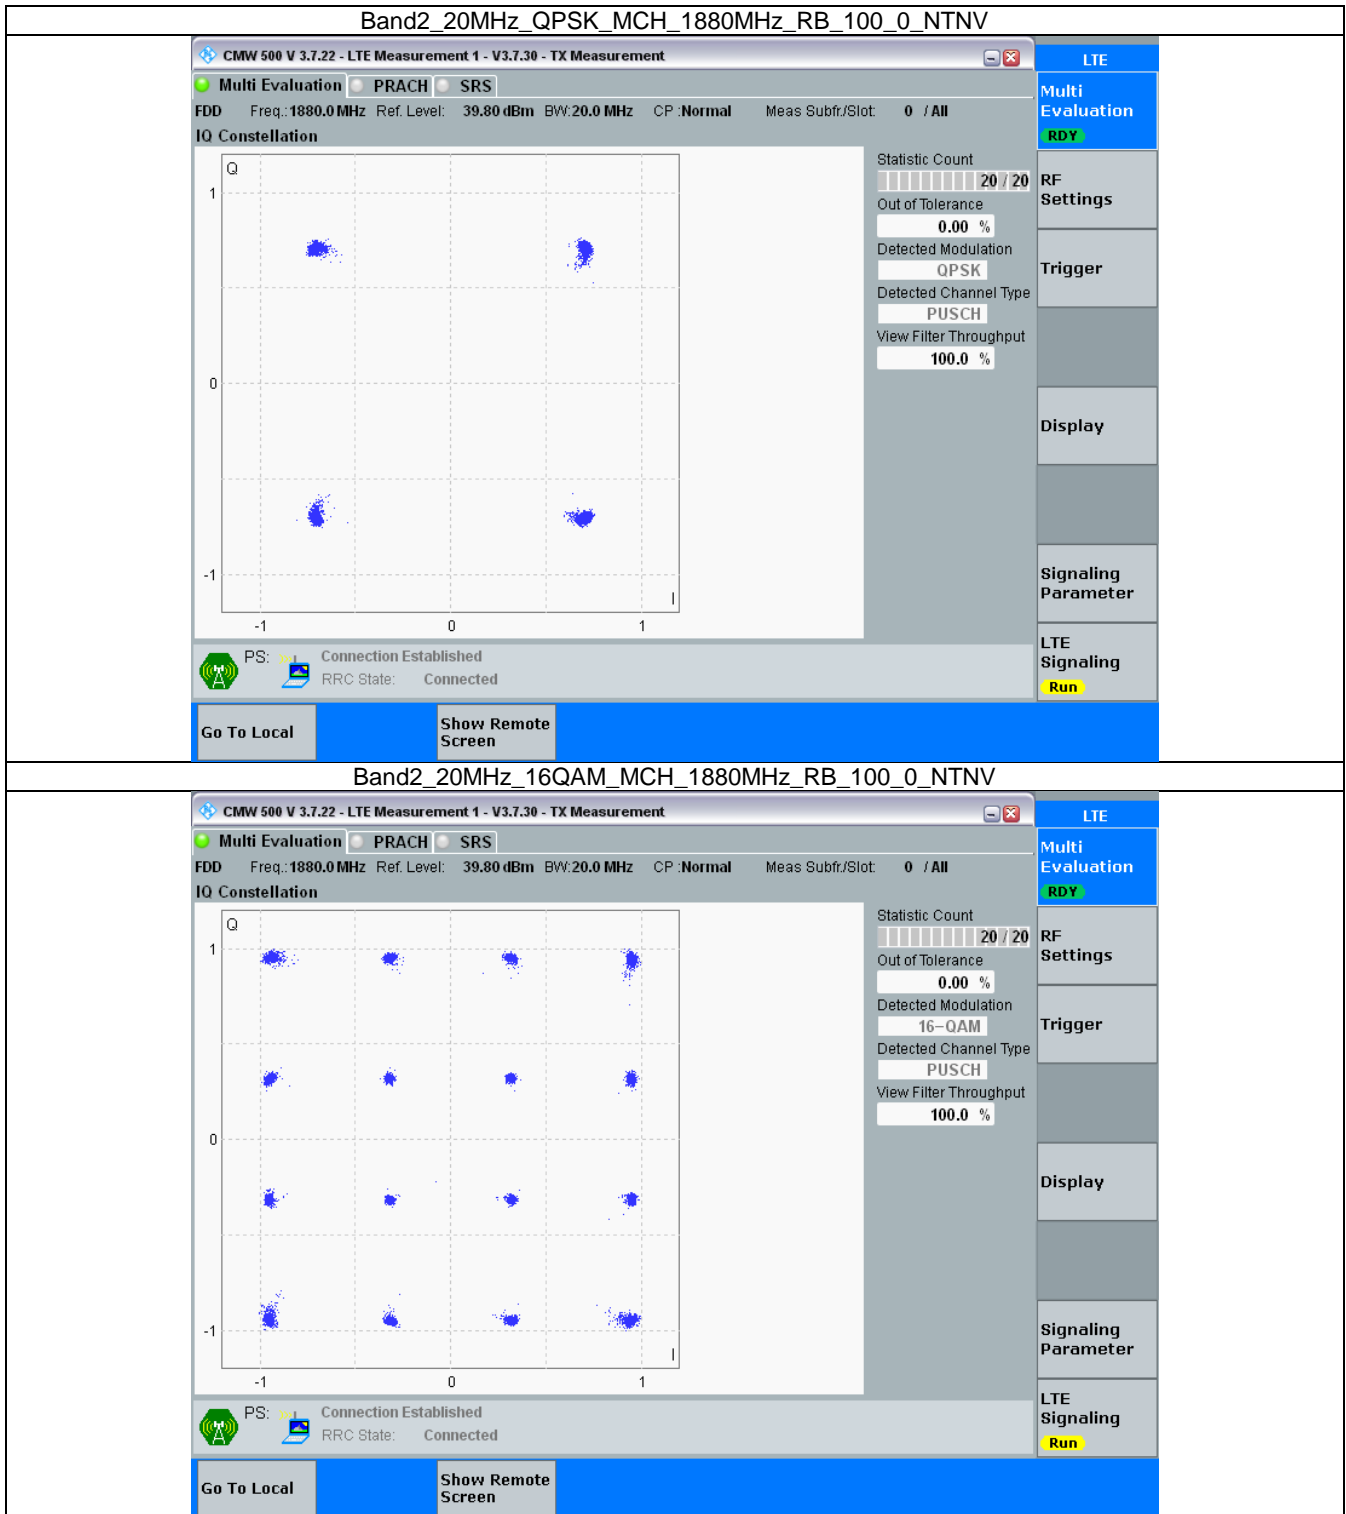 Band2_20MHz_QPSK_MCH_1880MHz_RB_100_0_NTNV
CMW 500 V 3.7.22 - LTE Measurement 1 - V3.7.30 - TX Measurement
LTE
Multi Evaluation PRACH SRS
Multi
Evaluation
RDY
FDD Freq.: 1880.0 MHz Ref. Level: 39.80 dBm BW: 20.0 MHz CP : Normal Meas Subfr./Slot: 0 / All
IQ Constellation
Q
1
0
-1
I
-1 0 1
Statistic Count
20 / 20
Out of Tolerance
0.00 %
Detected Modulation
QPSK
Detected Channel Type
PUSCH
View Filter Throughput
100.0 %
RF
Settings
Trigger
Display
Signaling
Parameter
LTE
Signaling
Run
PS: Connection Established
RRC State: Connected
Go To Local
Show Remote
Screen
Band2_20MHz_16QAM_MCH_1880MHz_RB_100_0_NTNV
CMW 500 V 3.7.22 - LTE Measurement 1 - V3.7.30 - TX Measurement
LTE
Multi Evaluation PRACH SRS
Multi
Evaluation
RDY
FDD Freq.: 1880.0 MHz Ref. Level: 39.80 dBm BW: 20.0 MHz CP : Normal Meas Subfr./Slot: 0 / All
IQ Constellation
Q
1
0
-1
I
-1 0 1
Statistic Count
20 / 20
Out of Tolerance
0.00 %
Detected Modulation
16-QAM
Detected Channel Type
PUSCH
View Filter Throughput
100.0 %
RF
Settings
Trigger
Display
Signaling
Parameter
LTE
Signaling
Run
PS: Connection Established
RRC State: Connected
Go To Local
Show Remote
Screen